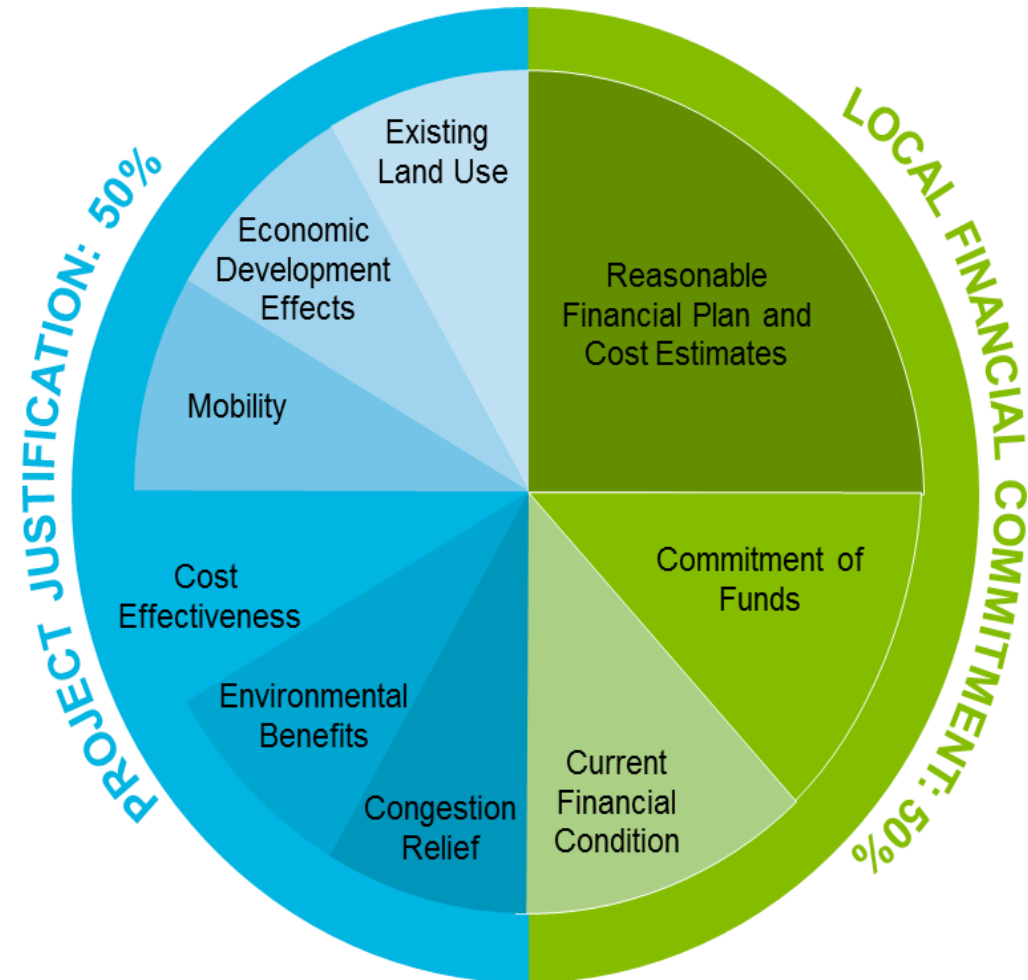 PROJECT JUSTIFICATION: 50%
LOCAL FINANCIAL COMMITMENT: 50%
Existing
Land Use
Economic
Development
Effects
Mobility
Cost
Effectiveness
Environmental
Benefits
Congestion
Relief
Reasonable
Financial Plan and
Cost Estimates
Commitment of
Funds
Current
Financial
Condition